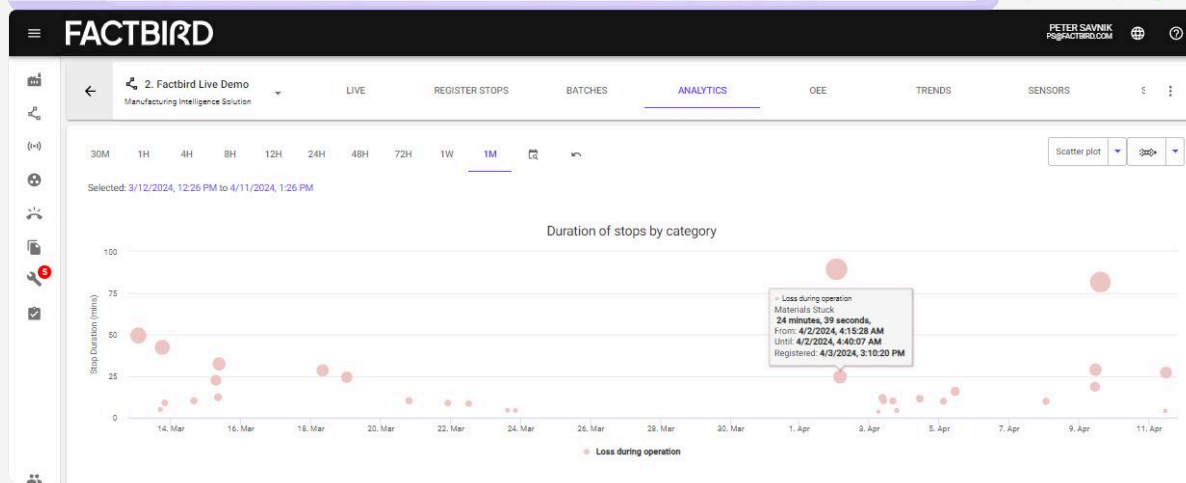 FACTBIRD
PETER SAVNIK
PS@FACTBIRD.COM
2. Factbird Live Demo
Manufacturing Intelligence Solution
LIVE
REGISTER STOPS
BATCHES
ANALYTICS
OEE
TRENDS
SENSORS
S
30M
1H
4H
8H
12H
24H
48H
72H
1W
1M
Scatter plot
Selected: 3/12/2024, 12:26 PM to 4/11/2024, 1:26 PM
5
Duration of stops by category
Stop Duration (mins)
100
75
50
25
0
Loss during operation
Materials Stuck
24 minutes, 39 seconds,
From: 4/2/2024, 4:15:28 AM
Until: 4/2/2024, 4:40:07 AM
Registered: 4/3/2024, 3:10:20 PM
14. Mar
16. Mar
18. Mar
20. Mar
22. Mar
24. Mar
26. Mar
28. Mar
30. Mar
1. Apr
3. Apr
5. Apr
7. Apr
9. Apr
11. Apr
Loss during operation